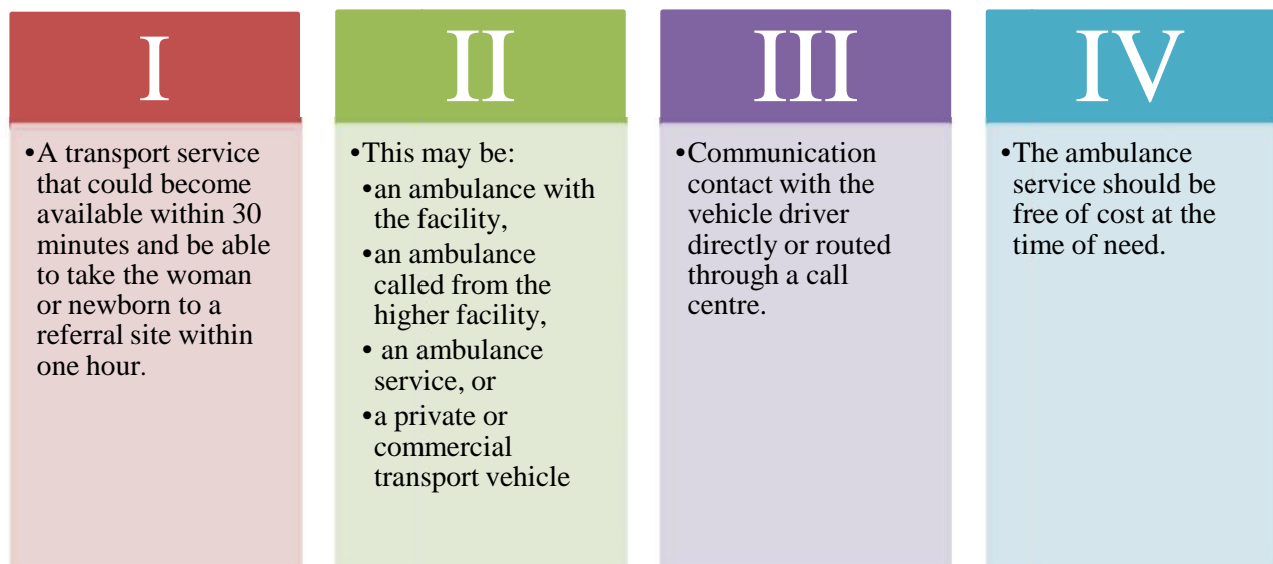 I
•A transport service
that could become
available within 30
minutes and be able
to take the woman
or newborn to a
referral site within
one hour.
II
•This may be:
•an ambulance with
the facility,
•an ambulance
called from the
higher facility,
• an ambulance
service, or
•a private or
commercial
transport vehicle
III
•Communication
contact with the
vehicle driver
directly or routed
through a call
centre.
IV
•The ambulance
service should be
free of cost at the
time of need.